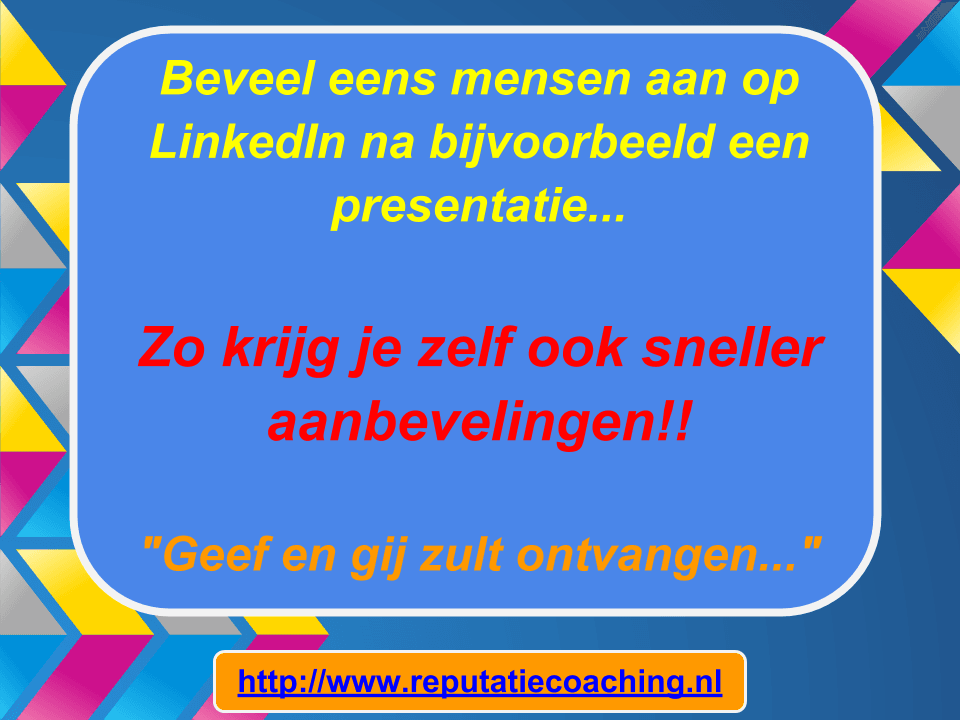 Beveel eens mensen aan op
LinkedIn na bijvoorbeeld een
presentatie...
Zo krijg je zelf ook sneller
aanbevelingen!!
"Geef en gij zult ontvangen..."
http://www.reputatiecoaching.nl